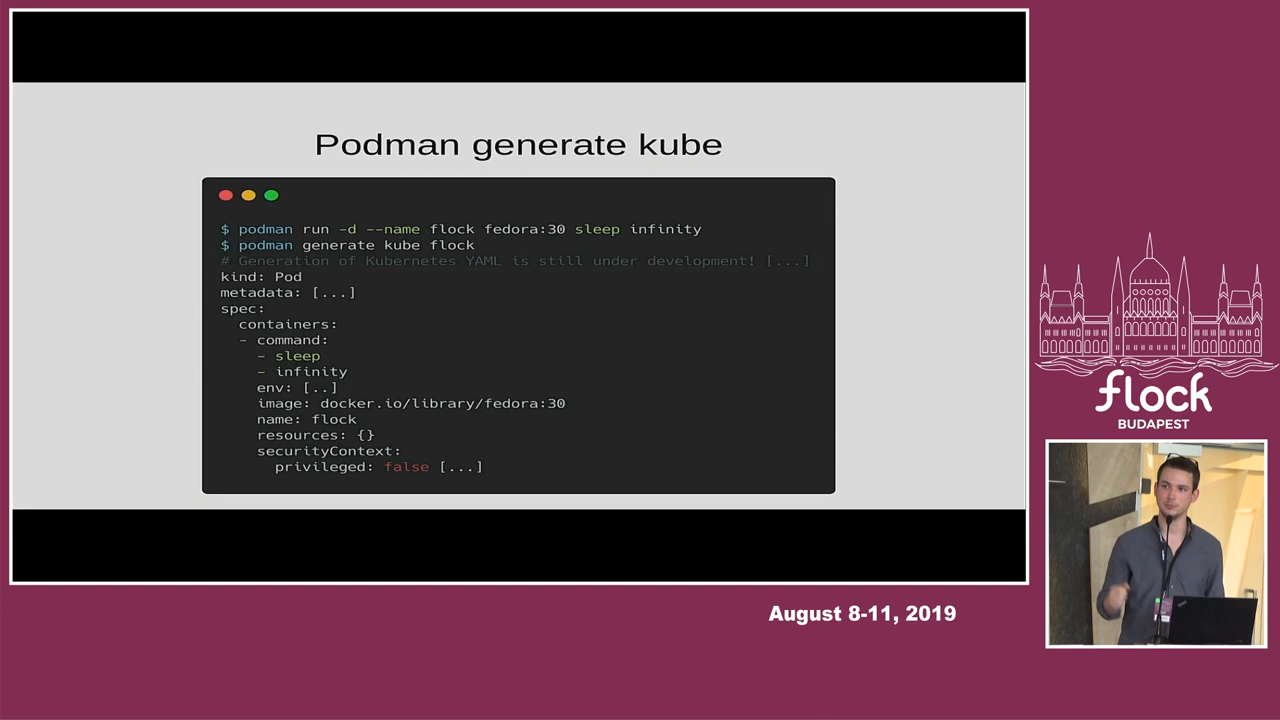 Podman generate kube
$ podman run -d --name flock fedora:30 sleep infinity
$ podman generate kube flock
# Generation of Kubernetes YAML is still under development! [...]
kind: Pod
metadata: [...]
spec:
  containers:
  - command:
    - sleep
    - infinity
    env: [..]
    image: docker.io/library/fedora:30
    name: flock
    resources: {}
    securityContext:
      privileged: false [...]
flock
BUDAPEST
August 8-11, 2019